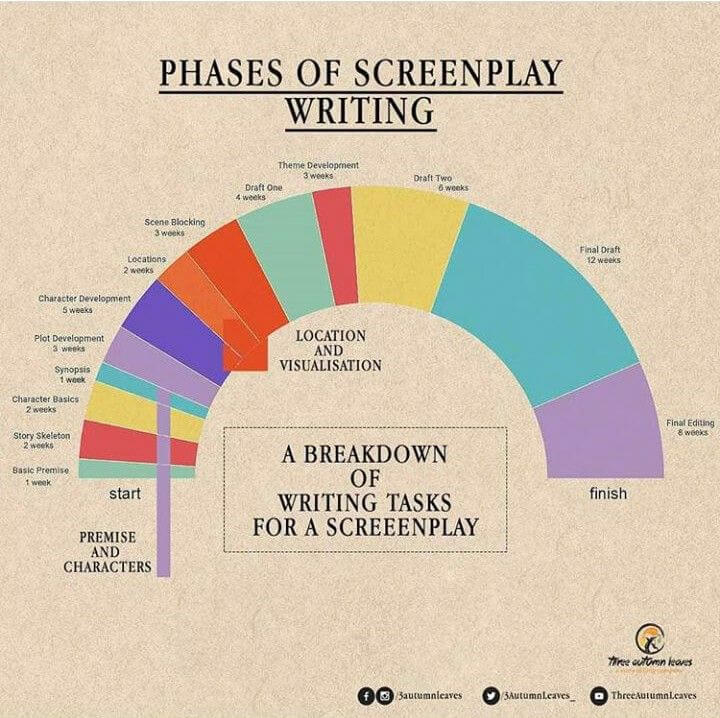 PHASES OF SCREENPLAY
WRITING
Theme Development
3 weeks
Draft Two
6 weeks
Draft One
4 weeks
Scene Blocking
3 weeks
Final Draft
12 weeks
Locations
2 weeks
Character Development
5 weeks
Plot Development
3 weeks
LOCATION
AND
VISUALISATION
Synopsis
1 week
Character Basics
2 weeks
Final Editing
8 weeks
Story Skeleton
2 weeks
Basic Premise
1 week
A BREAKDOWN
OF
WRITING TASKS
FOR A SCREEENPLAY
start
finish
PREMISE
AND
CHARACTERS
three autumn leaves
3autumnleaves
3AutumnLeaves_
ThreeAutumnLeaves